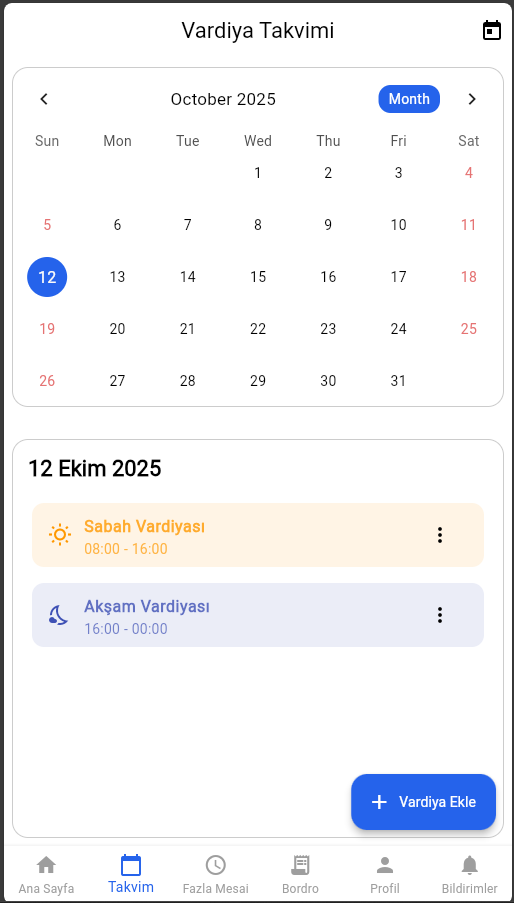 Vardiya Takvimi
October 2025 Month
Sun Mon Tue Wed Thu Fri Sat
1 2 3 4
5 6 7 8 9 10 11
12 13 14 15 16 17 18
19 20 21 22 23 24 25
26 27 28 29 30 31
12 Ekim 2025
Sabah Vardiyası
08:00 - 16:00
Akşam Vardiyası
16:00 - 00:00
Vardiya Ekle
Ana Sayfa Takvim Fazla Mesai Bordro Profil Bildirimler